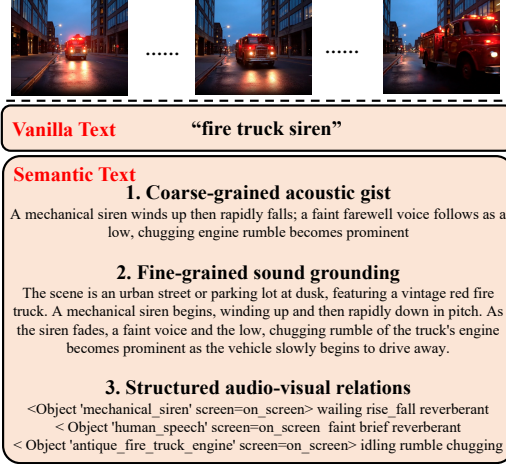 ......
......
Vanilla Text
“fire truck siren”
Semantic Text
1. Coarse-grained acoustic gist
A mechanical siren winds up then rapidly falls; a faint farewell voice follows as a
low, chugging engine rumble becomes prominent
2. Fine-grained sound grounding
The scene is an urban street or parking lot at dusk, featuring a vintage red fire
truck. A mechanical siren begins, winding up and then rapidly down in pitch. As
the siren fades, a faint voice and the low, chugging rumble of the truck's engine
becomes prominent as the vehicle slowly begins to drive away.
3. Structured audio-visual relations
<Object 'mechanical_siren' screen=on_screen> wailing rise_fall reverberant
< Object 'human_speech' screen=on_screen  faint brief reverberant
< Object 'antique_fire_truck_engine' screen=on_screen> idling rumble chugging